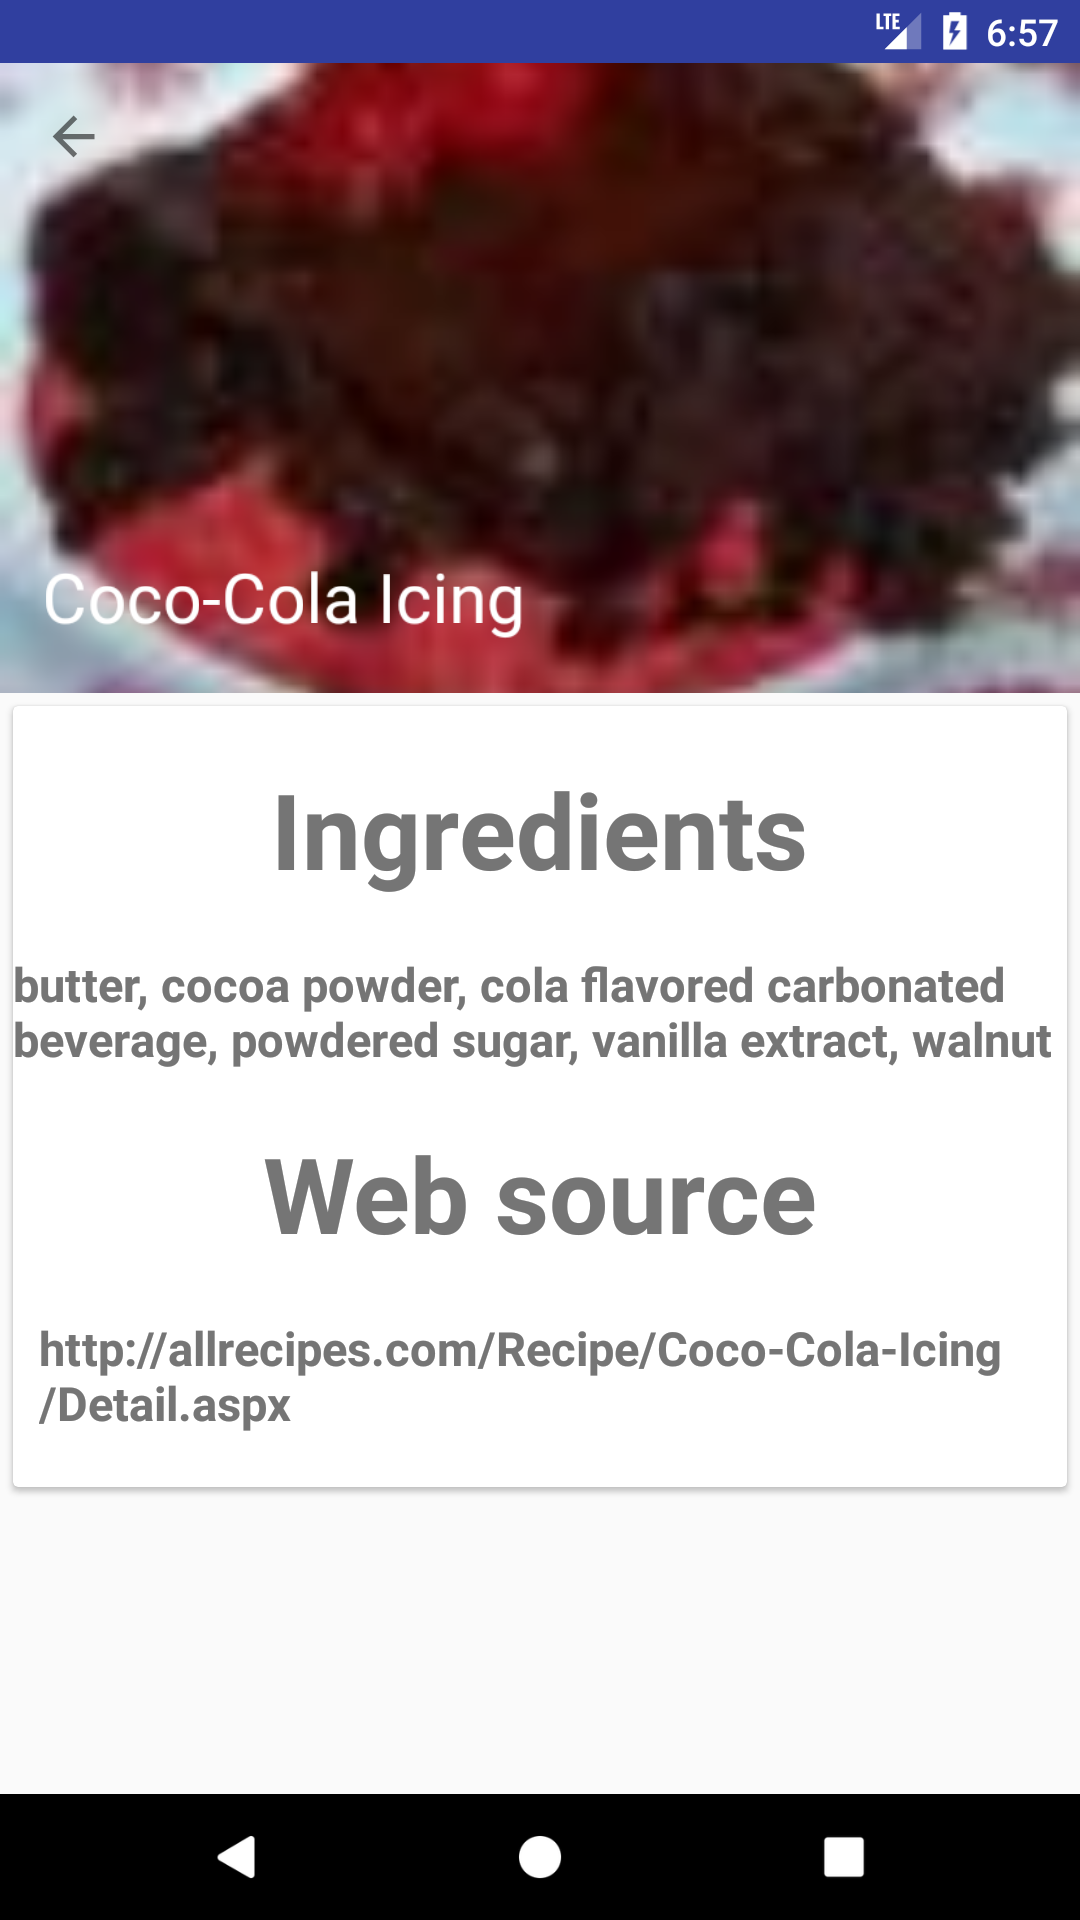 LTE 6:57
Coco-Cola Icing
Ingredients
butter, cocoa powder, cola flavored carbonated
beverage, powdered sugar, vanilla extract, walnut
Web source
http://allrecipes.com/Recipe/Coco-Cola-Icing
/Detail.aspx